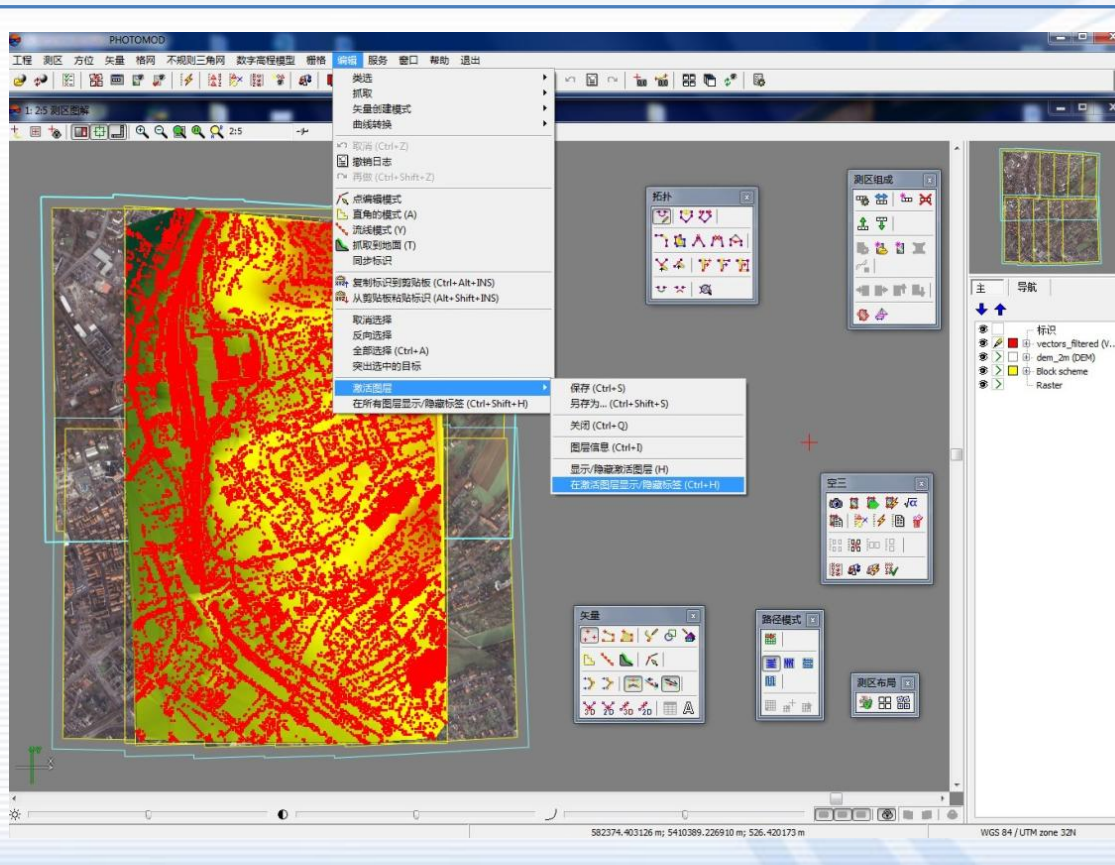 PHOTOMOD
工程 测区 方位 矢量 格网 不规则三角网 数字高程模型 栅格 编辑 服务 窗口 帮助 退出
1: 2:5 测区图解
2:5
类选
抓取
矢量创建模式
曲线转换
取消 (Ctrl+Z)
撤销日志
再做 (Ctrl+Shift+Z)
点编辑模式
直角的模式 (A)
流线模式 (Y)
抓取到地面 (T)
同步标识
复制标识到剪贴板 (Ctrl+Alt+INS)
从剪贴板粘贴标识 (Alt+Shift+INS)
取消选择
反向选择
全部选择 (Ctrl+A)
突出选中的目标
激活图层
在所有图层显示/隐藏标签 (Ctrl+Shift+H)
保存 (Ctrl+S)
另存为... (Ctrl+Shift+S)
关闭 (Ctrl+Q)
图层信息 (Ctrl+I)
显示/隐藏激活图层 (H)
在激活图层显示/隐藏标签 (Ctrl+H)
拓扑
测区组成
空三
矢量
3D 2D 3D 2D A
路径模式
测区布局
主 导航
标识
vectors_filtered (V...
dem_2m (DEM)
Block scheme
Raster
582374.403126 m; 5410389.226910 m; 526.420173 m
WGS 84 / UTM zone 32N